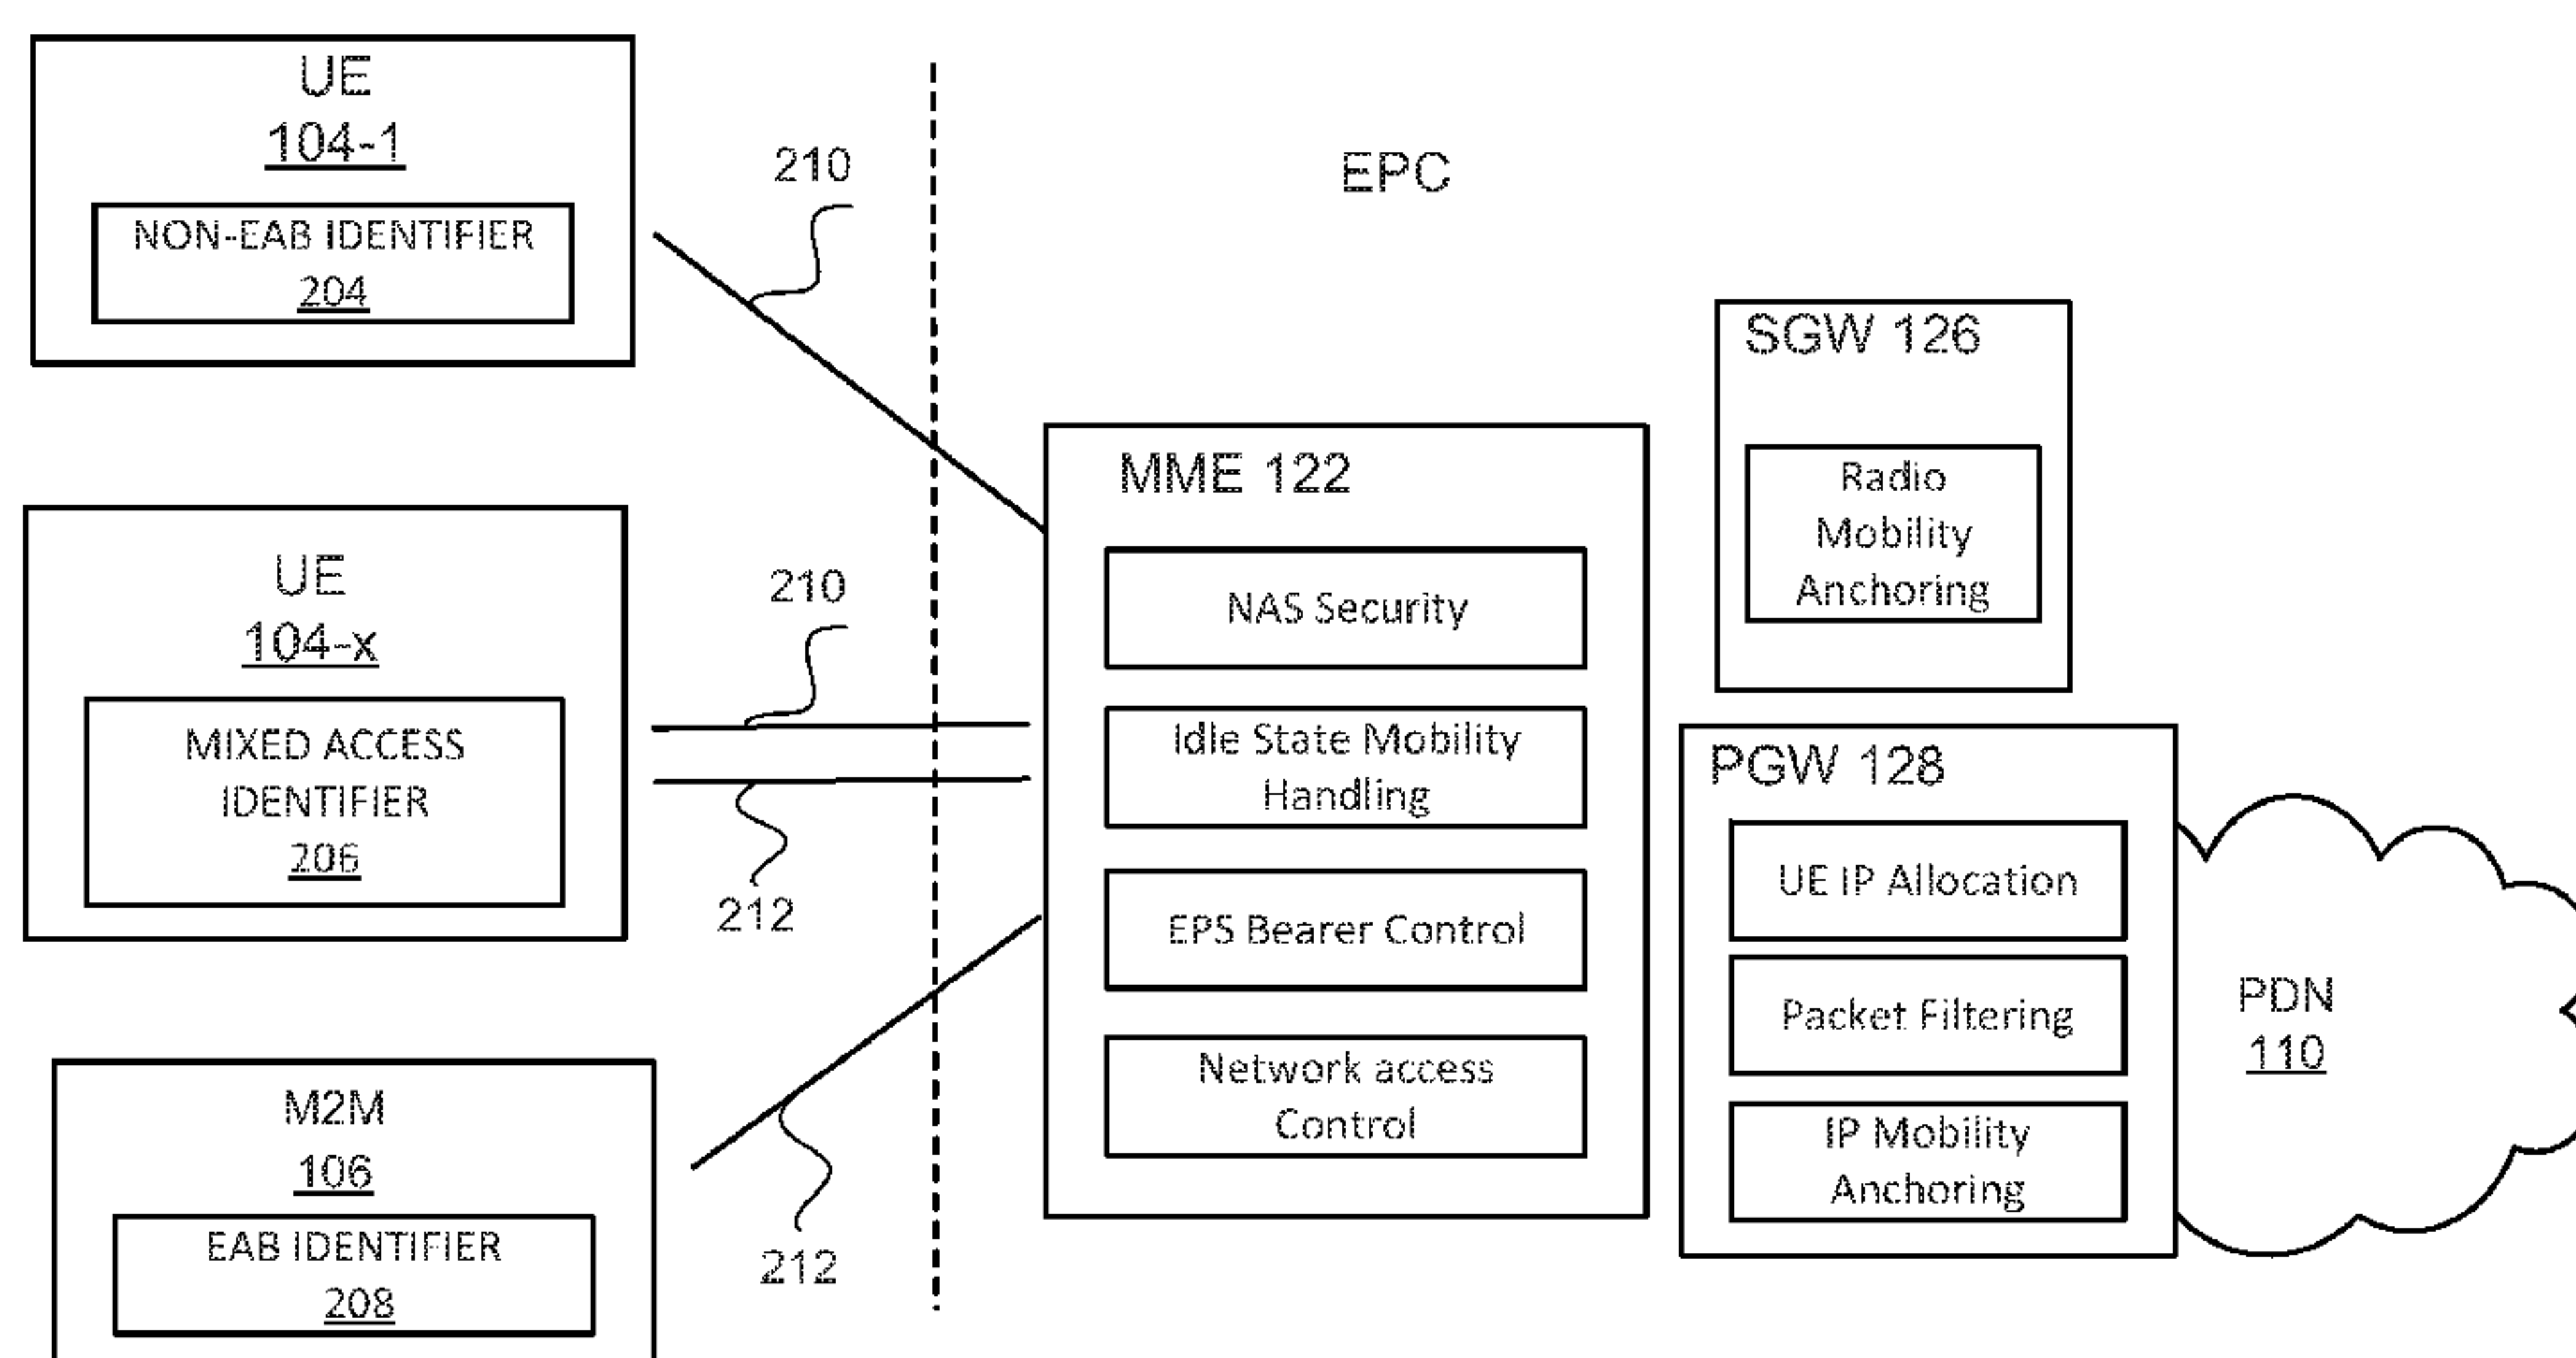 UE
104-1
NON-EAB IDENTIFIER
204
210
EPC
UE
104-x
MIXED ACCESS
IDENTIFIER
206
210
212
M2M
106
EAB IDENTIFIER
208
212
MME 122
NAS Security
Idle State Mobility
Handling
EPS Bearer Control
Network access
Control
SGW 126
Radio
Mobility
Anchoring
PGW 128
UE IP Allocation
Packet Filtering
IP Mobility
Anchoring
PDN
110